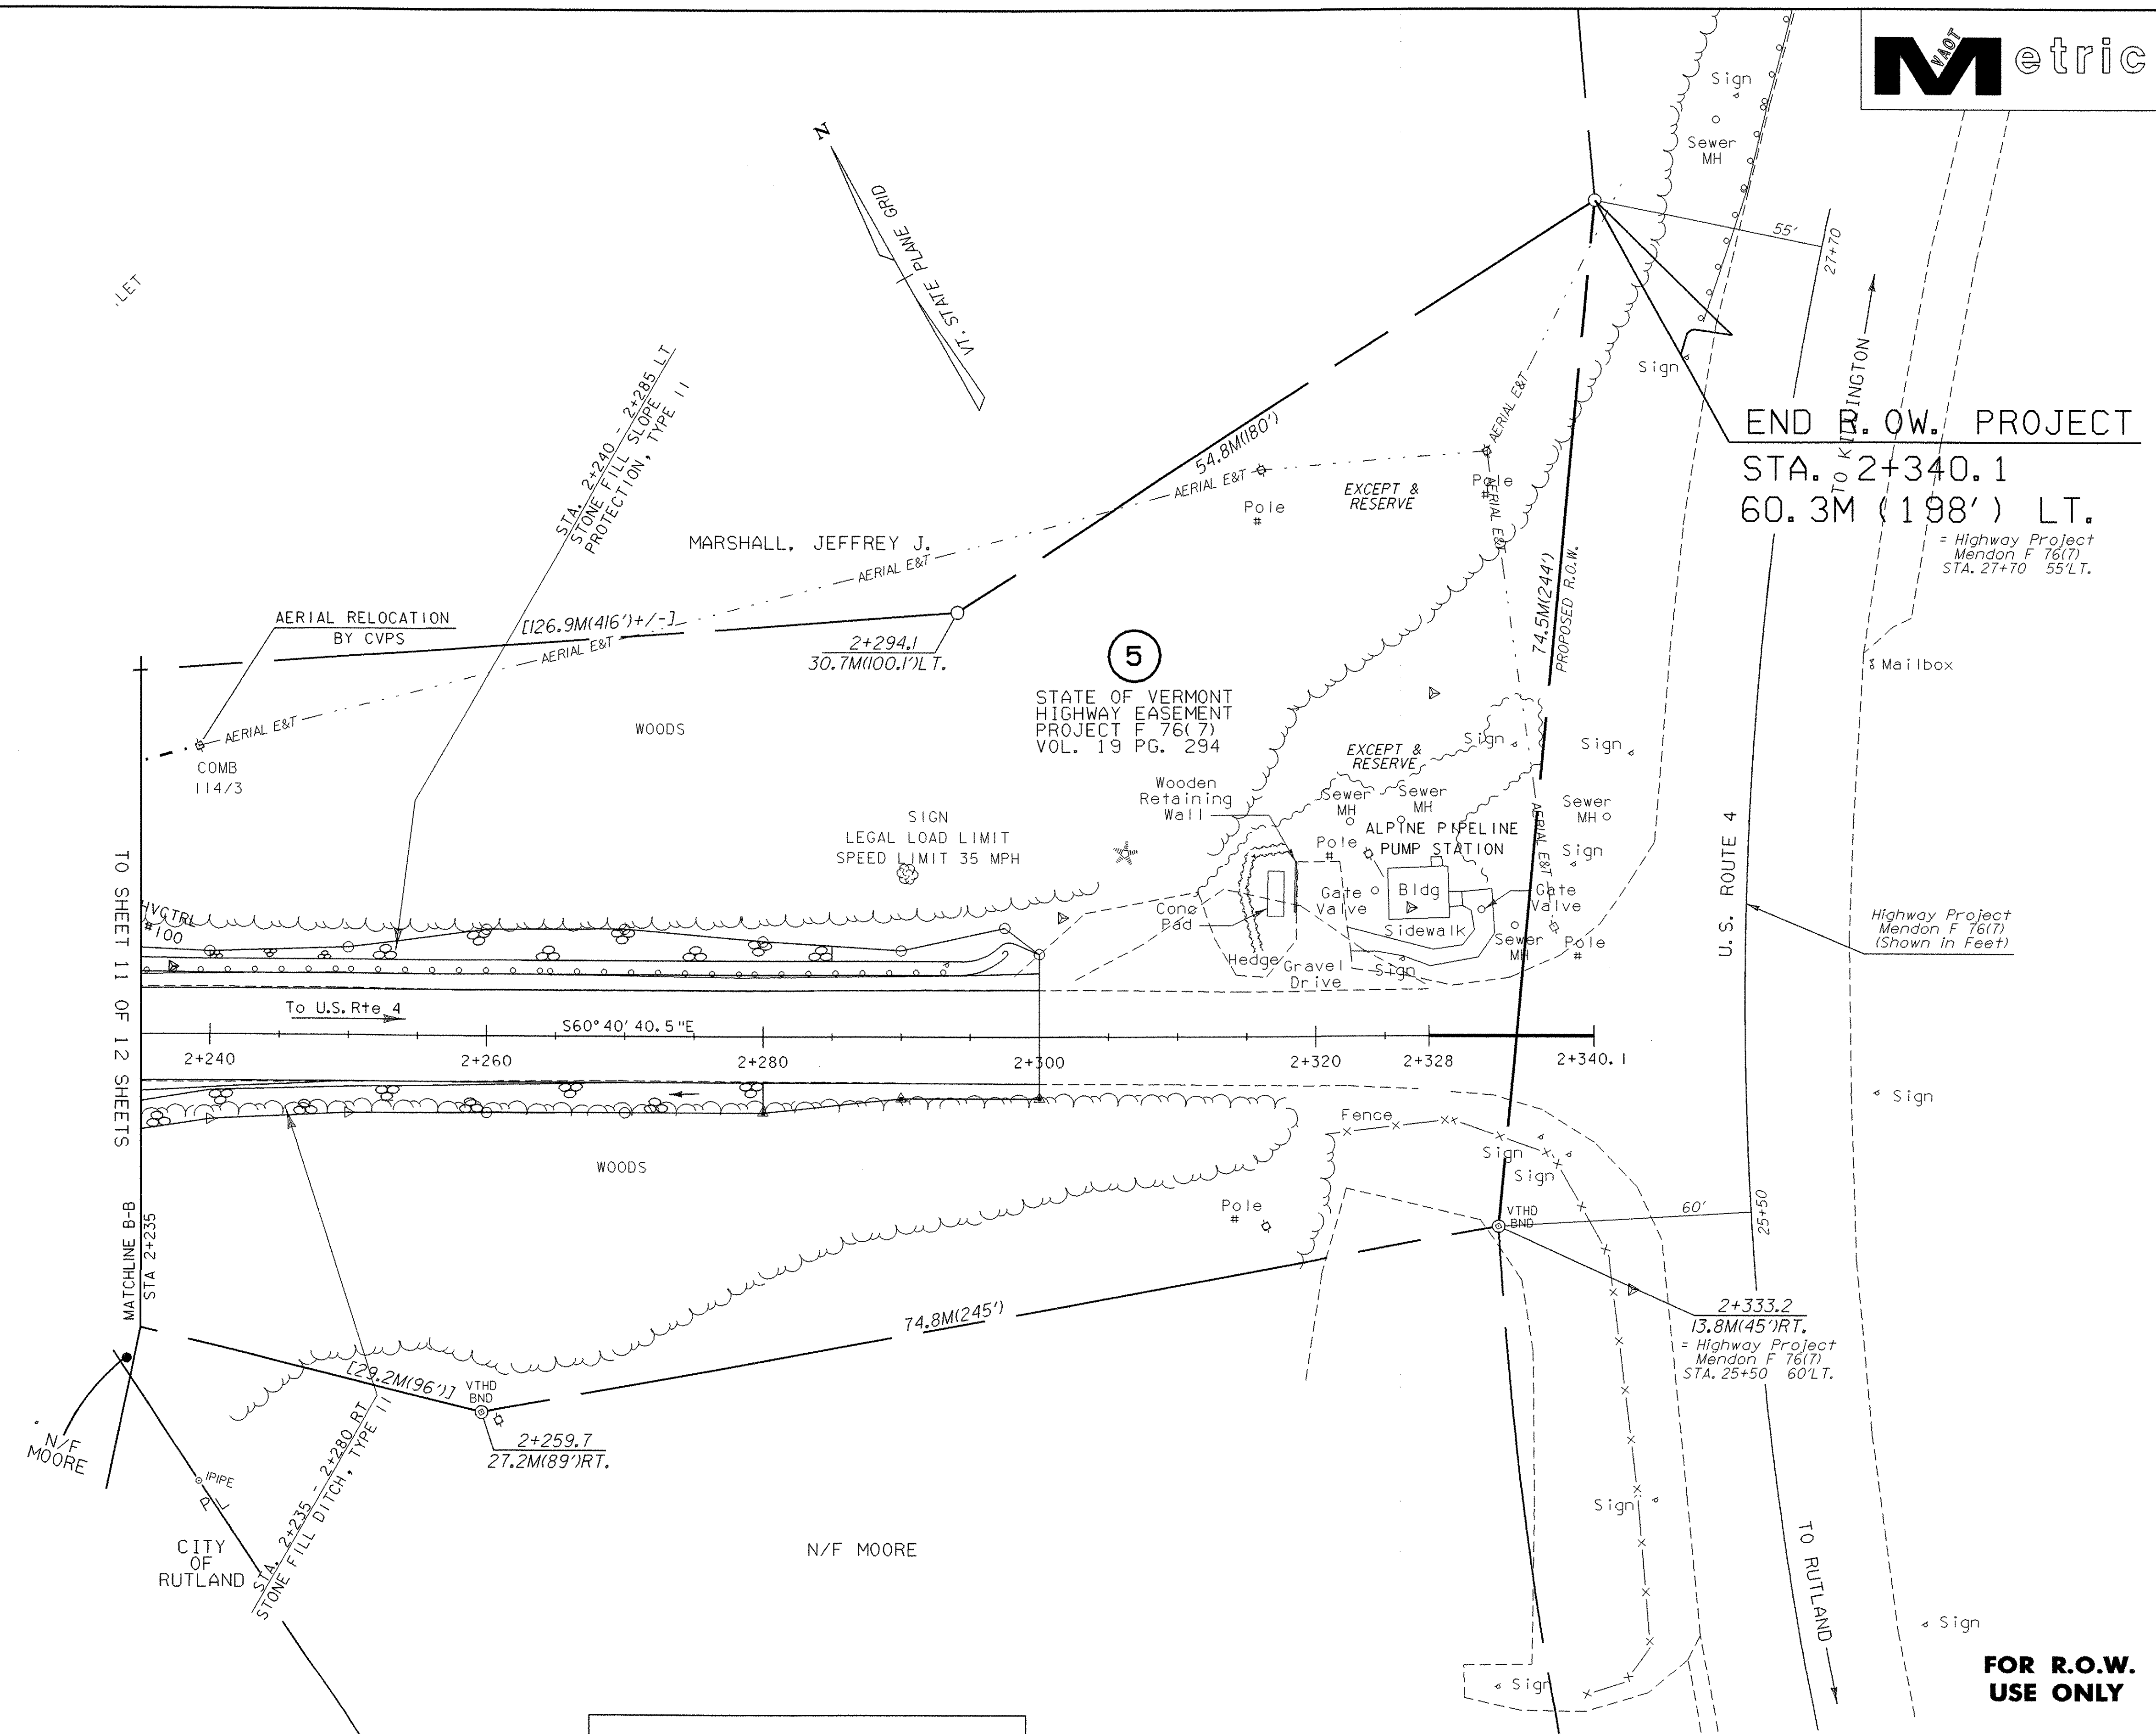 VAOT
Metric
Sign
Sewer
MH
N
VT. STATE PLANE GRID
55'
27+70
TO KILLINGTON
Sign
END R.OW. PROJECT
STA. 2+340.1
60.3M (198') LT.
= Highway Project
Mendon F 76(7)
STA. 27+70 55'LT.
STA. 2+240 - 2+285 LT
STONE FILL SLOPE
PROTECTION, TYPE II
54.8M(180')
AERIAL E&T
AERIAL E&T
AERIAL E&T
EXCEPT &
RESERVE
Pole
#
Pole
#
MARSHALL, JEFFREY J.
AERIAL E&T
AERIAL RELOCATION
BY CVPS
[126.9M(416')+/-]
AERIAL E&T
2+294.1
30.7M(100.1')LT.
74.5M(244')
PROPOSED R.O.W.
5
STATE OF VERMONT
HIGHWAY EASEMENT
PROJECT F 76(7)
VOL. 19 PG. 294
Mailbox
AERIAL E&T
WOODS
COMB
114/3
EXCEPT &
RESERVE
Sign
Sign
Wooden
Retaining
Wall
Sewer
MH
Sewer
MH
Sewer
MH
SIGN
LEGAL LOAD LIMIT
SPEED LIMIT 35 MPH
ALPINE PIPELINE
PUMP STATION
Pole
#
AERIAL E&T
Sign
U.S. ROUTE 4
TO SHEET 11 OF 12 SHEETS
HVCTRL
#100
Conc
Pad
Gate
Valve
Bldg
Gate
Valve
Sidewalk
Sewer
MH
Pole
#
Hedge
Gravel
Drive
Sign
Highway Project
Mendon F 76(7)
(Shown in Feet)
To U.S. Rte 4
S60°40'40.5"E
2+240
2+260
2+280
2+300
2+320
2+328
2+340.1
Fence
Sign
Sign
Sign
WOODS
MATCHLINE B-B
STA 2+235
Pole
#
VTHD
BND
60'
25+50
2+333.2
13.8M(45')RT.
= Highway Project
Mendon F 76(7)
STA. 25+50 60'LT.
74.8M(245')
[29.2M(96')]
VTHD
BND
2+259.7
27.2M(89')RT.
N/F
MOORE
IPIPE
P/L
CITY
OF
RUTLAND
STA. 2+235 - 2+280 RT
STONE FILL DITCH, TYPE II
N/F MOORE
Sign
TO RUTLAND
Sign
Sign
FOR R.O.W.
USE ONLY